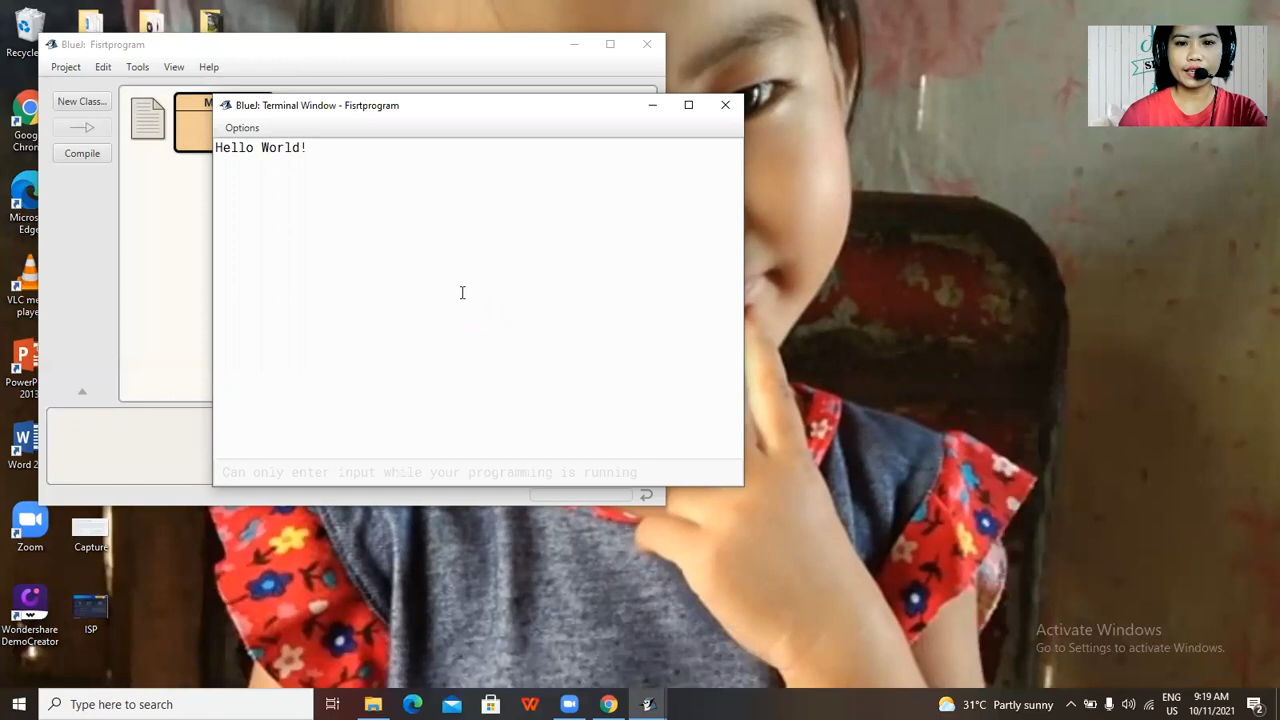 Recycle
BlueJ: Fisrtprogram
Project Edit Tools View Help
New Class...
Compile
M
BlueJ: Terminal Window - Fisrtprogram
Options
Hello World!
Can only enter input while your programming is running
Goog
Chron
Micros
Edge
VLC me
playe
PowerP
2013
Word 2
Zoom
Capture
Wondershare
DemoCreator
ISP
Activate Windows
Go to Settings to activate Windows.
Type here to search
31°C Partly sunny
ENG
US
9:19 AM
10/11/2021
2